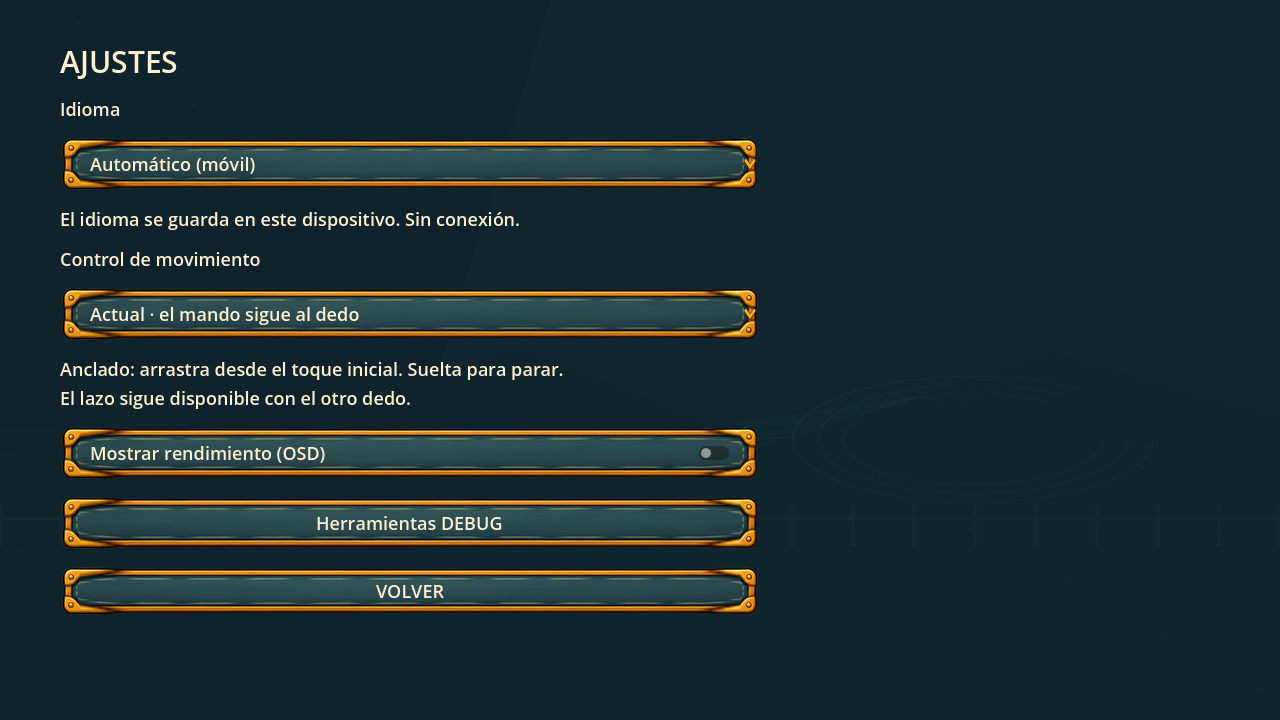 AJUSTES
Idioma
Automático (móvil)
El idioma se guarda en este dispositivo. Sin conexión.
Control de movimiento
Actual · el mando sigue al dedo
Anclado: arrastra desde el toque inicial. Suelta para parar.
El lazo sigue disponible con el otro dedo.
Mostrar rendimiento (OSD)
Herramientas DEBUG
VOLVER